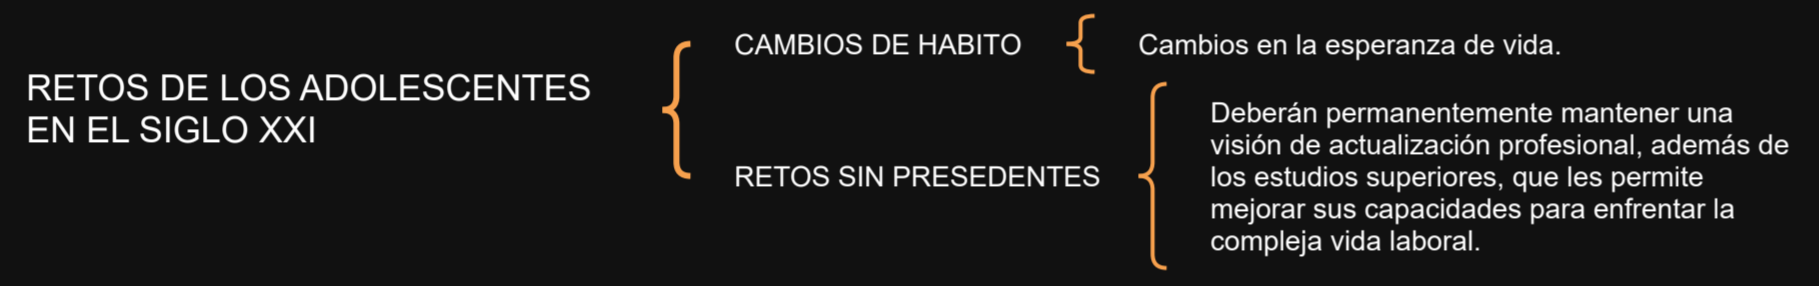 RETOS DE LOS ADOLESCENTES
EN EL SIGLO XXI
CAMBIOS DE HABITO
Cambios en la esperanza de vida.
RETOS SIN PRESEDENTES
Deberán permanentemente mantener una
visión de actualización profesional, además de
los estudios superiores, que les permite
mejorar sus capacidades para enfrentar la
compleja vida laboral.